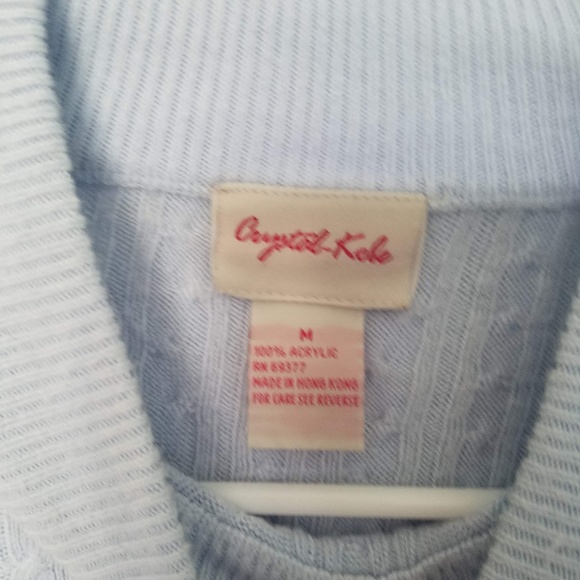 Crystal-Kobe
M
100% ACRYLIC
RN 69377
MADE IN HONG KONG
FOR CARE SEE REVERSE